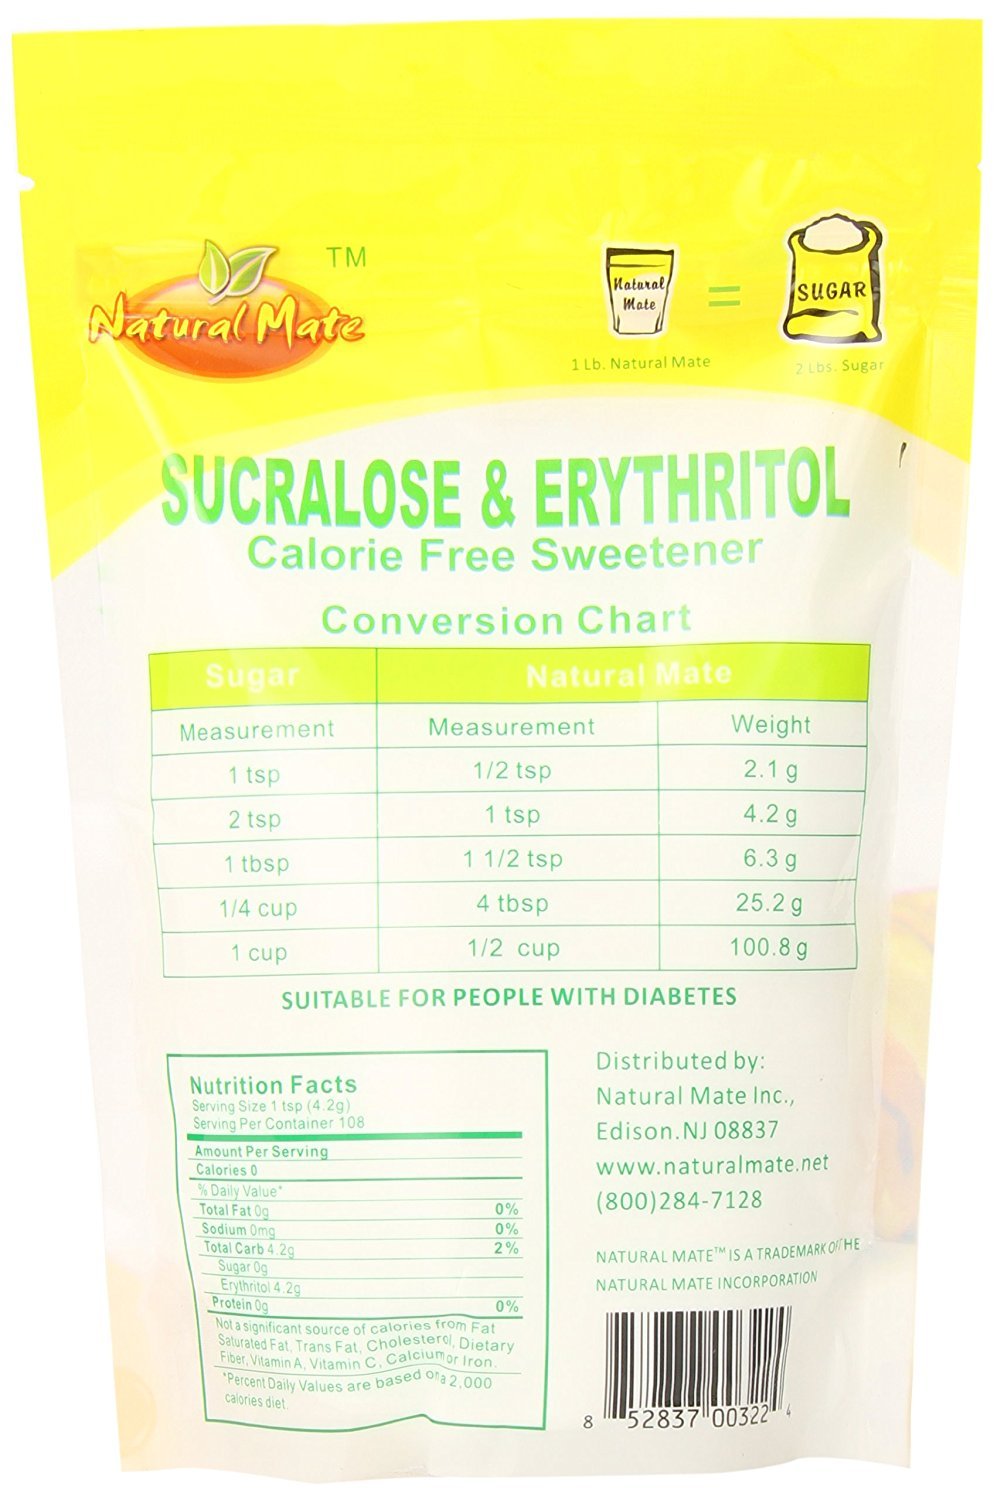 TM
Natural Mate
Natural
Mate
=
SUGAR
1 Lb. Natural Mate
2 Lbs. Sugar
SUCRALOSE & ERYTHRITOL
Calorie Free Sweetener
Conversion Chart
Sugar Natural Mate
Measurement Measurement Weight
1 tsp 1/2 tsp 2.1 g
2 tsp 1 tsp 4.2 g
1 tbsp 1 1/2 tsp 6.3 g
1/4 cup 4 tbsp 25.2 g
1 cup 1/2 cup 100.8 g
SUITABLE FOR PEOPLE WITH DIABETES
Nutrition Facts
Serving Size 1 tsp (4.2g)
Serving Per Container 108
Amount Per Serving
Calories 0
% Daily Value*
Total Fat 0g 0%
Sodium 0mg 0%
Total Carb 4.2g 2%
Sugar 0g
Erythritol 4.2g
Protein 0g 0%
Not a significant source of calories from Fat
Saturated Fat, Trans Fat, Cholesterol, Dietary
Fiber, Vitamin A, Vitamin C, Calcium or Iron.
*Percent Daily Values are based on a 2,000
calories diet.
Distributed by:
Natural Mate Inc.,
Edison.NJ 08837
www.naturalmate.net
(800)284-7128
NATURAL MATE™ IS A TRADEMARK OF THE
NATURAL MATE INCORPORATION
8 52837 00322 4